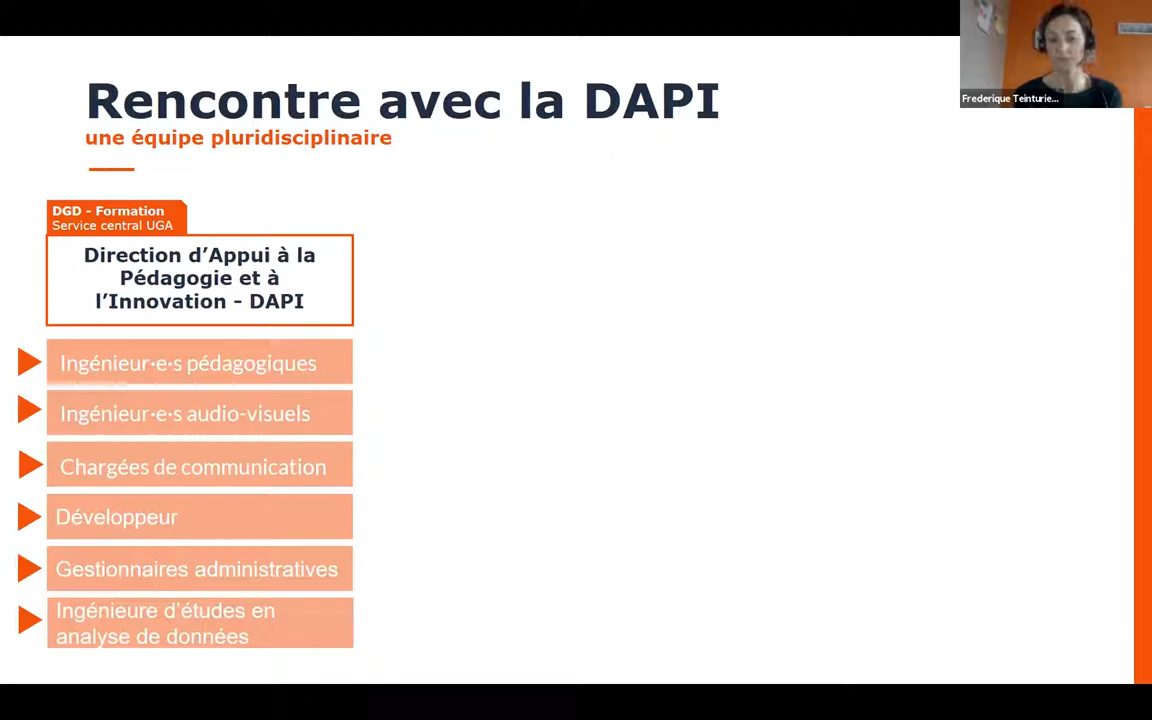 Rencontre avec la DAPI
une équipe pluridisciplinaire
Frederique Teinturie...
DGD - Formation
Service central UGA
Direction d'Appui à la
Pédagogie et à
l'Innovation - DAPI
Ingénieur·e·s pédagogiques
Ingénieur·e·s audio-visuels
Chargées de communication
Développeur
Gestionnaires administratives
Ingénieure d'études en
analyse de données